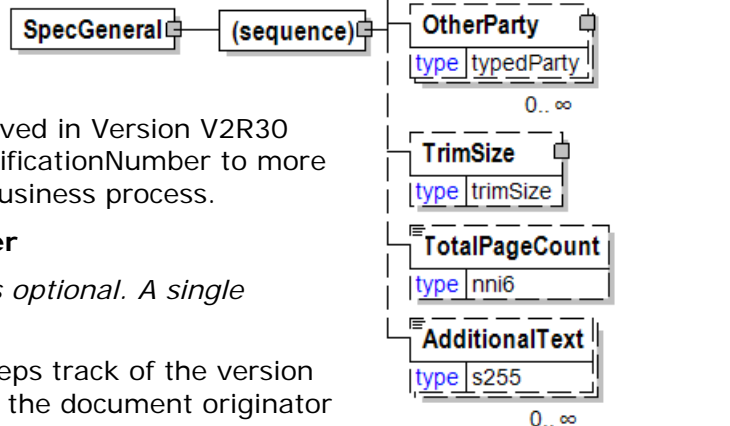 SpecGeneral
(sequence)
OtherParty
type typedParty
0.. ∞
TrimSize
type trimSize
TotalPageCount
type nni6
AdditionalText
type s255
0.. ∞
ved in Version V2R30
ificationNumber to more
usiness process.
er
s optional. A single
eps track of the version
the document originator